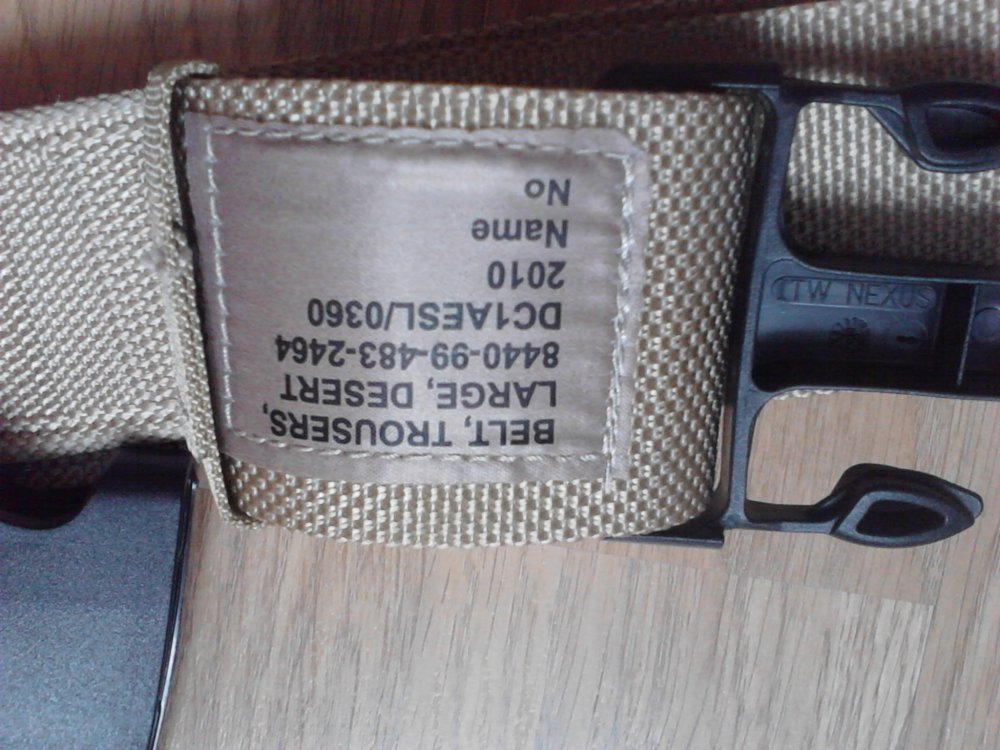 BELT, TROUSERS,
LARGE, DESERT
8440-99-483-2464
DC1AESL/0360
2010
Name
No
ITW NEXUS